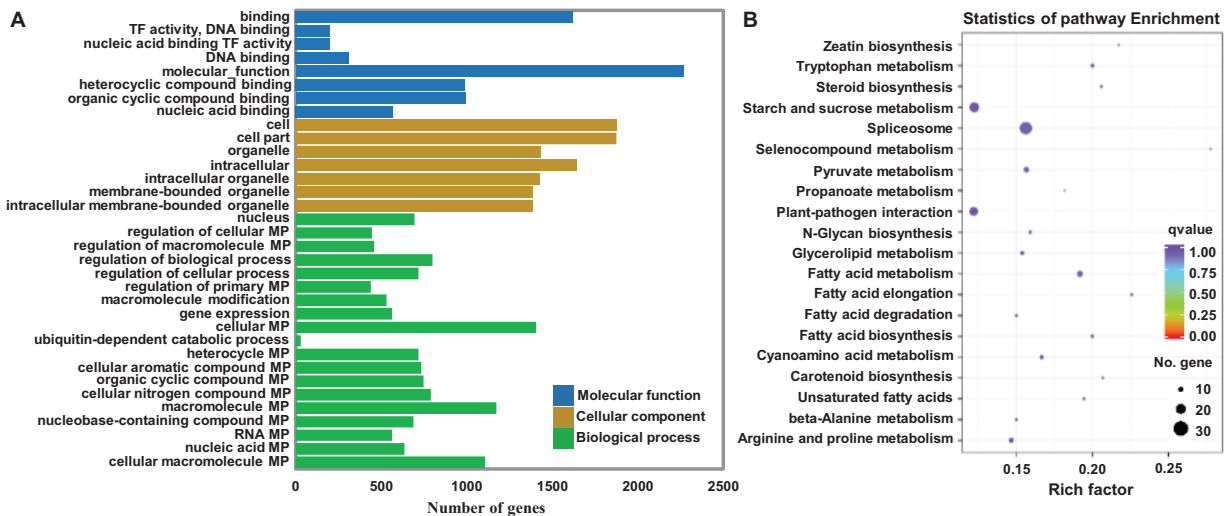 A
binding
TF activity, DNA binding
nucleic acid binding TF activity
DNA binding
molecular_function
heterocyclic compound binding
organic cyclic compound binding
nucleic acid binding
cell
cell part
organelle
intracellular
intracellular organelle
membrane-bounded organelle
intracellular membrane-bounded organelle
nucleus
regulation of cellular MP
regulation of macromolecule MP
regulation of biological process
regulation of cellular process
regulation of primary MP
macromolecule modification
gene expression
cellular MP
ubiquitin-dependent catabolic process
heterocycle MP
cellular aromatic compound MP
organic cyclic compound MP
cellular nitrogen compound MP
macromolecule MP
nucleobase-containing compound MP
RNA MP
nucleic acid MP
cellular macromolecule MP
Molecular function
Cellular component
Biological process
0 500 1000 1500 2000 2500
Number of genes
B
Statistics of pathway Enrichment
Zeatin biosynthesis
Tryptophan metabolism
Steroid biosynthesis
Starch and sucrose metabolism
Spliceosome
Selenocompound metabolism
Pyruvate metabolism
Propanoate metabolism
Plant-pathogen interaction
N-Glycan biosynthesis
Glycerolipid metabolism
Fatty acid metabolism
Fatty acid elongation
Fatty acid degradation
Fatty acid biosynthesis
Cyanoamino acid metabolism
Carotenoid biosynthesis
Unsaturated fatty acids
beta-Alanine metabolism
Arginine and proline metabolism
qvalue
1.00
0.75
0.50
0.25
0.00
No. gene
10
20
30
0.15 0.20 0.25
Rich factor